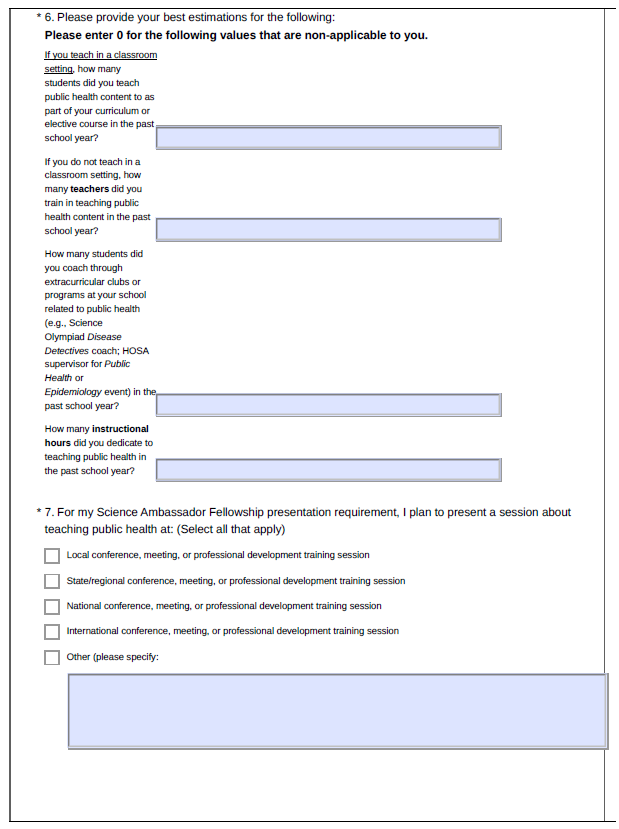 * 6. Please provide your best estimations for the following:
Please enter 0 for the following values that are non-applicable to you.
If you teach in a classroom
setting, how many
students did you teach
public health content to as
part of your curriculum or
elective course in the past
school year?
If you do not teach in a
classroom setting, how
many teachers did you
train in teaching public
health content in the past
school year?
How many students did
you coach through
extracurricular clubs or
programs at your school
related to public health
(e.g., Science
Olympiad Disease
Detectives coach; HOSA
supervisor for Public
Health or
Epidemiology event) in the
past school year?
How many instructional
hours did you dedicate to
teaching public health in
the past school year?
* 7. For my Science Ambassador Fellowship presentation requirement, I plan to present a session about
teaching public health at: (Select all that apply)
Local conference, meeting, or professional development training session
State/regional conference, meeting, or professional development training session
National conference, meeting, or professional development training session
International conference, meeting, or professional development training session
Other (please specify: